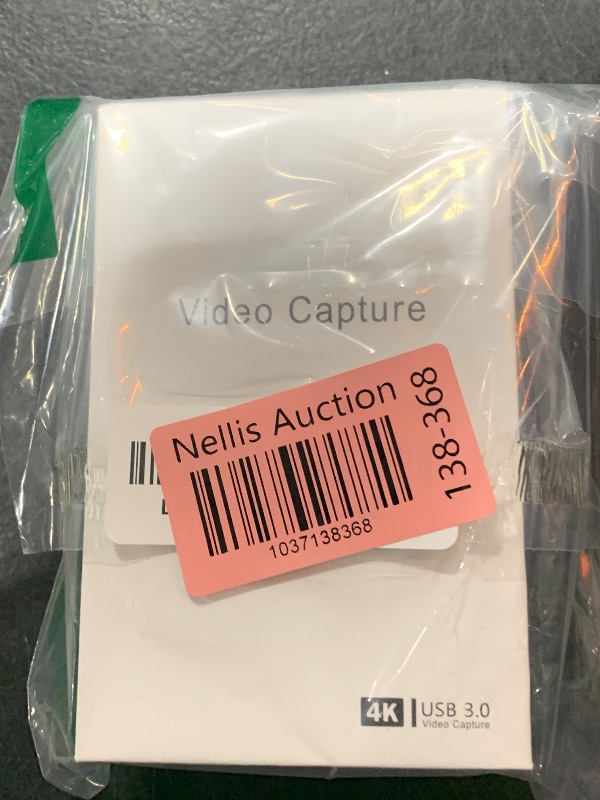 Video Capture
Nellis Auction
138-368
1037138368
4K USB 3.0
Video Capture